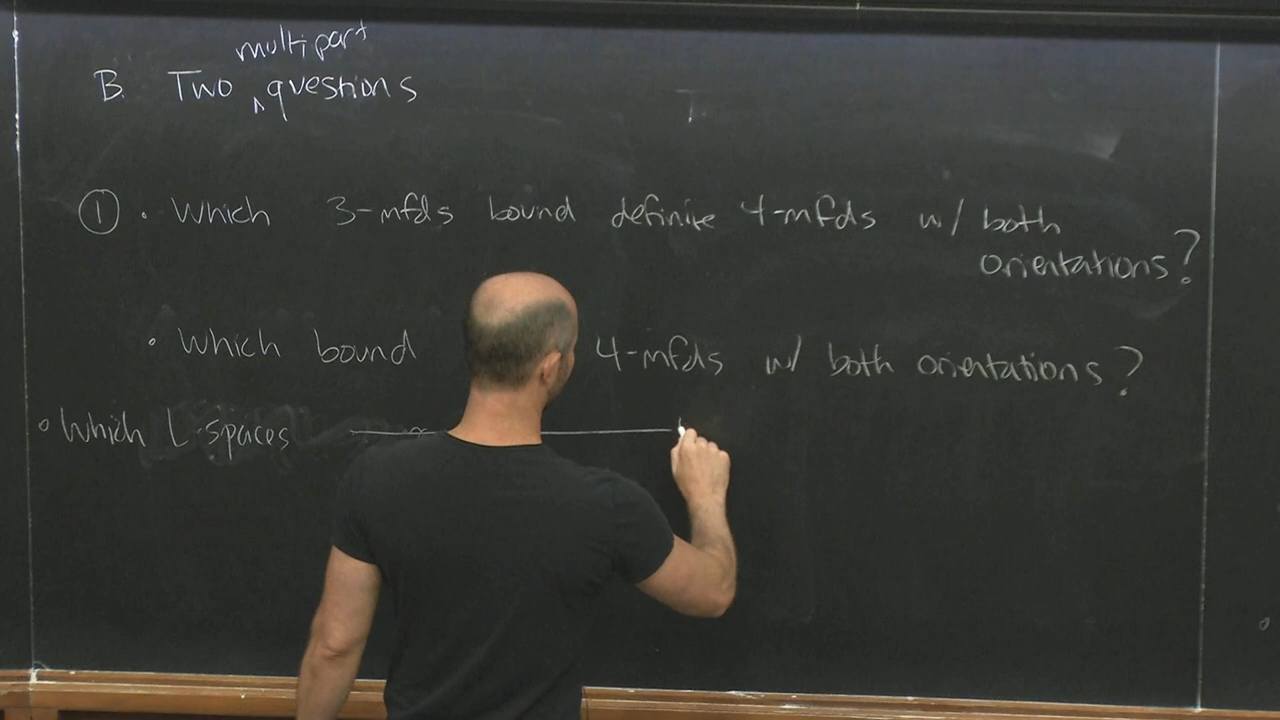 multipart
B. Two ^ questions
① • Which 3-mfds bound definite 4-mfds w/ both
orientations?
• Which bound 4-mfds w/ both orientations?
• Which L-spaces